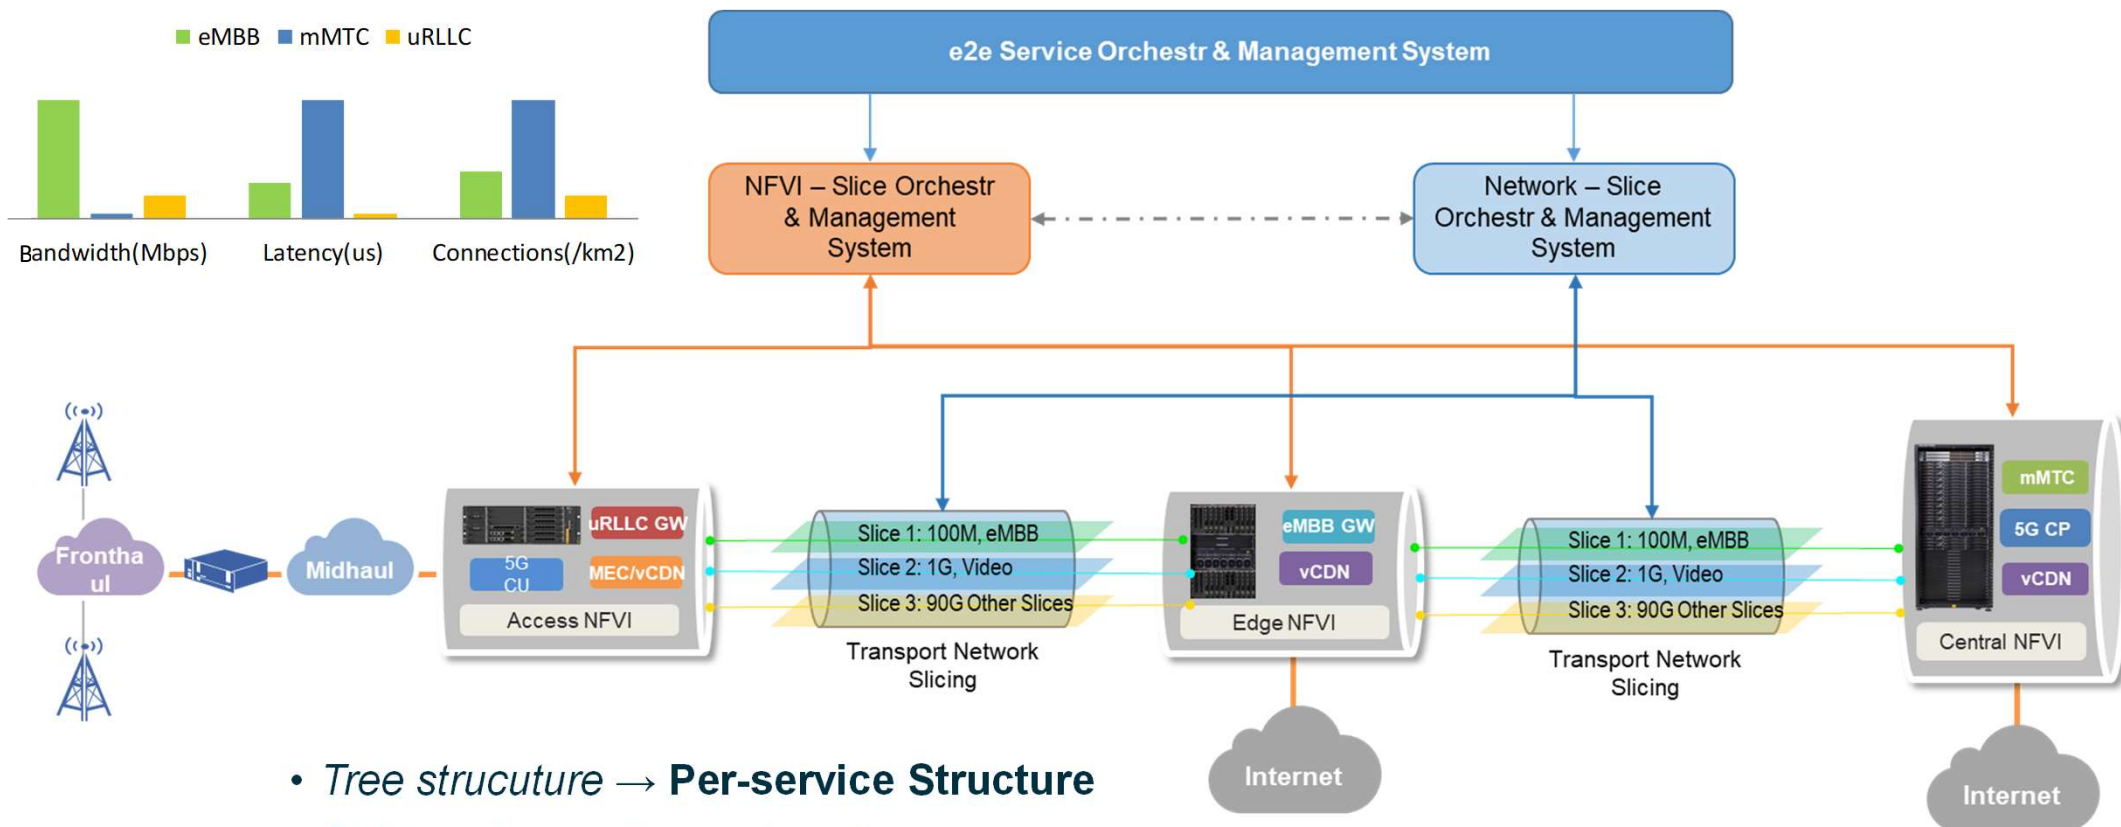 eMBB mMTC uRLLC
Bandwidth(Mbps) Latency(us) Connections(/km2)
e2e Service Orchestr & Management System
NFVI – Slice Orchestr
& Management
System
Network – Slice
Orchestr & Management
System
Frontha
ul
Midhaul
uRLLC GW
5G
CU
MEC/vCDN
Access NFVI
Slice 1: 100M, eMBB
Slice 2: 1G, Video
Slice 3: 90G Other Slices
Transport Network
Slicing
eMBB GW
vCDN
Edge NFVI
Internet
Slice 1: 100M, eMBB
Slice 2: 1G, Video
Slice 3: 90G Other Slices
Transport Network
Slicing
mMTC
5G CP
vCDN
Central NFVI
Internet
• Tree strucuture → Per-service Structure